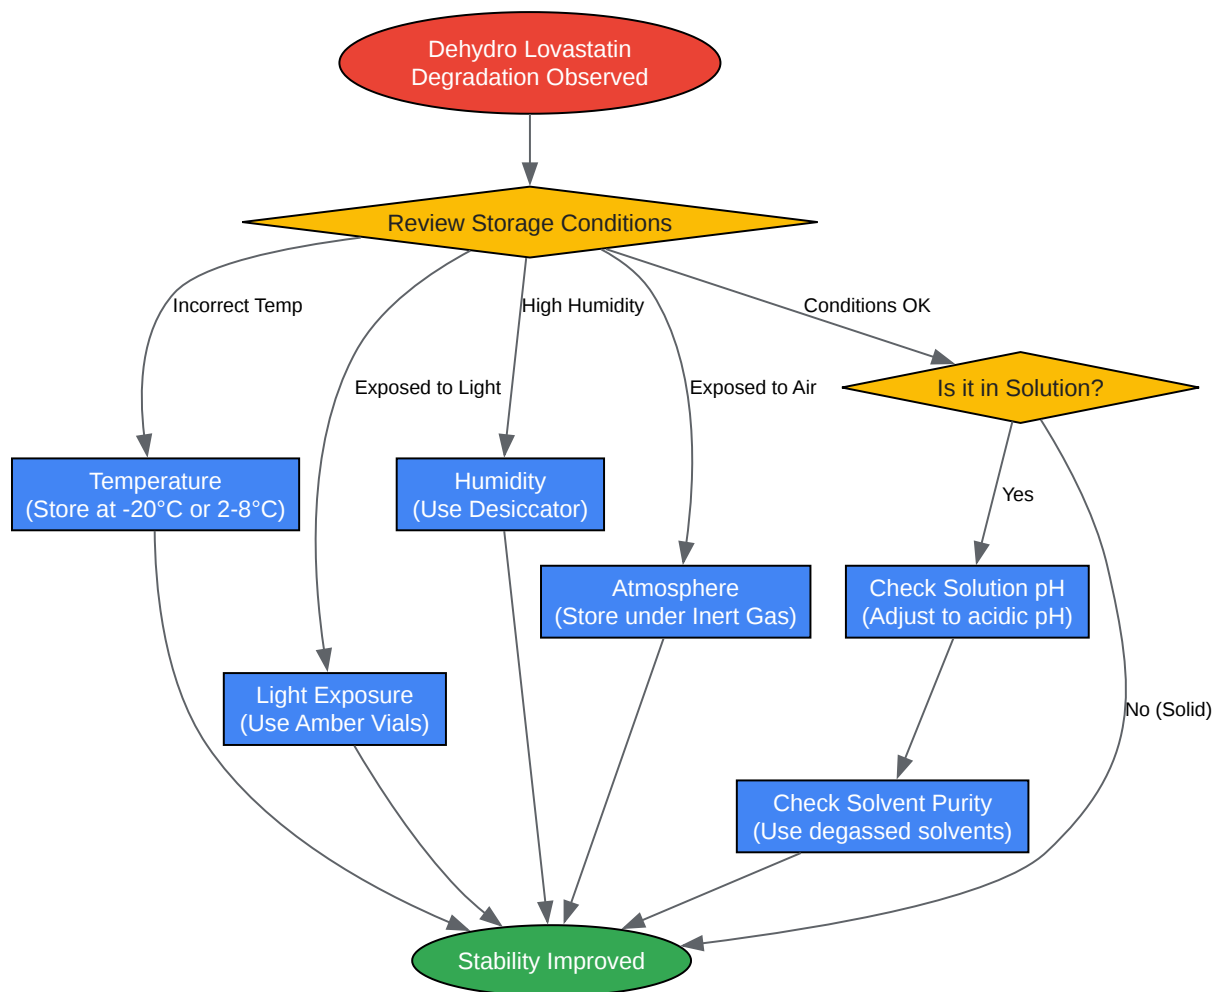 Dehydro Lovastatin
Degradation Observed
Review Storage Conditions
Incorrect Temp
High Humidity
Conditions OK
Exposed to Light
Exposed to Air
Is it in Solution?
Temperature
(Store at -20°C or 2-8°C)
Humidity
(Use Desiccator)
Yes
Atmosphere
(Store under Inert Gas)
Check Solution pH
(Adjust to acidic pH)
Light Exposure
(Use Amber Vials)
No (Solid)
Check Solvent Purity
(Use degassed solvents)
Stability Improved